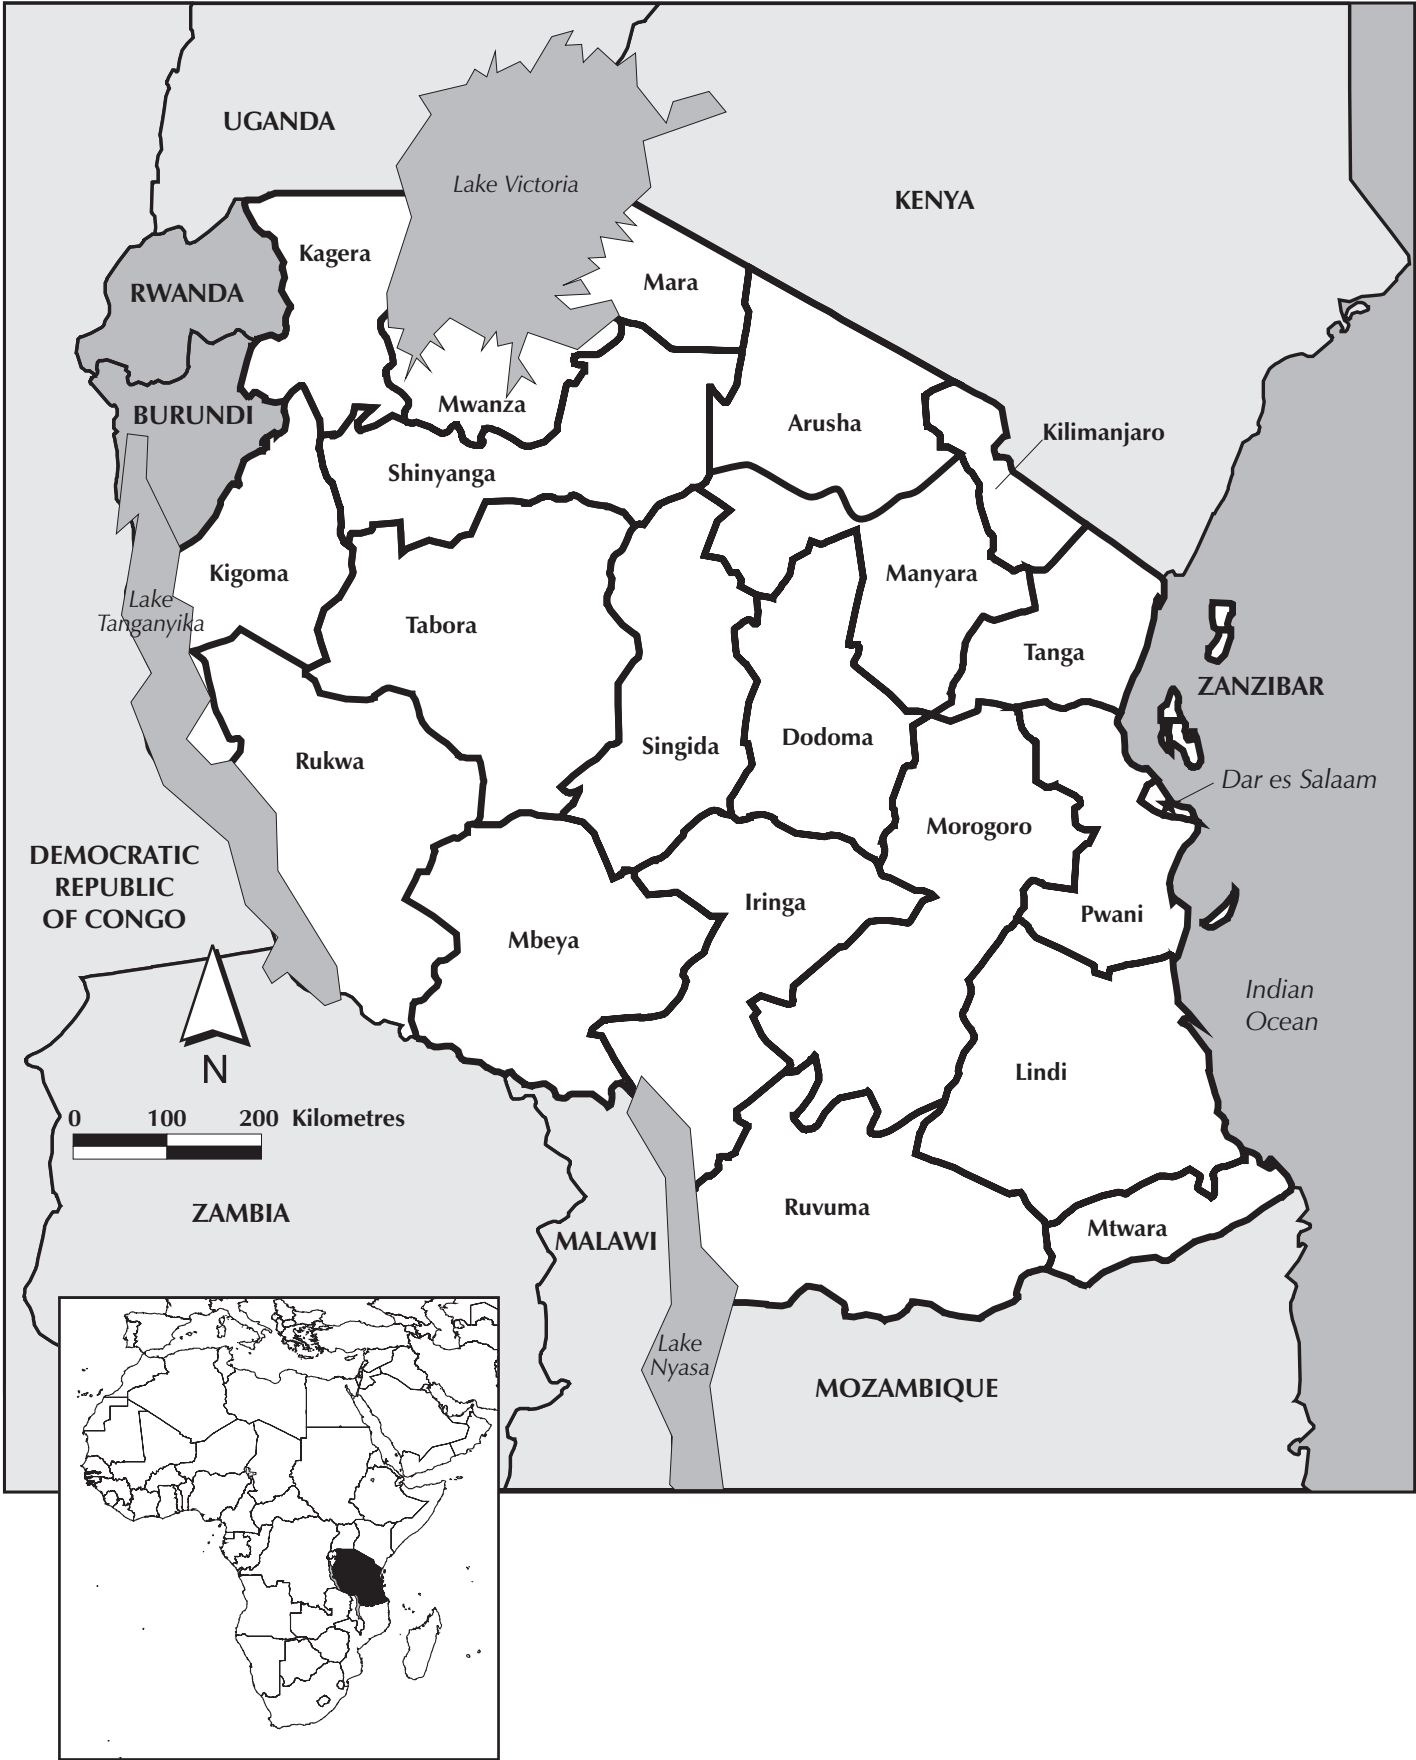 UGANDA
Lake Victoria
KENYA
Kagera
Mara
RWANDA
BURUNDI
Mwanza
Arusha
Kilimanjaro
Shinyanga
Kigoma
Manyara
Lake
Tanganyika
Tabora
Tanga
ZANZIBAR
Singida
Dodoma
Rukwa
Dar es Salaam
Morogoro
DEMOCRATIC
REPUBLIC
OF CONGO
Iringa
Pwani
Mbeya
Indian
Ocean
N
Lindi
0 100 200 Kilometres
ZAMBIA
Ruvuma
Mtwara
MALAWI
Lake
Nyasa
MOZAMBIQUE